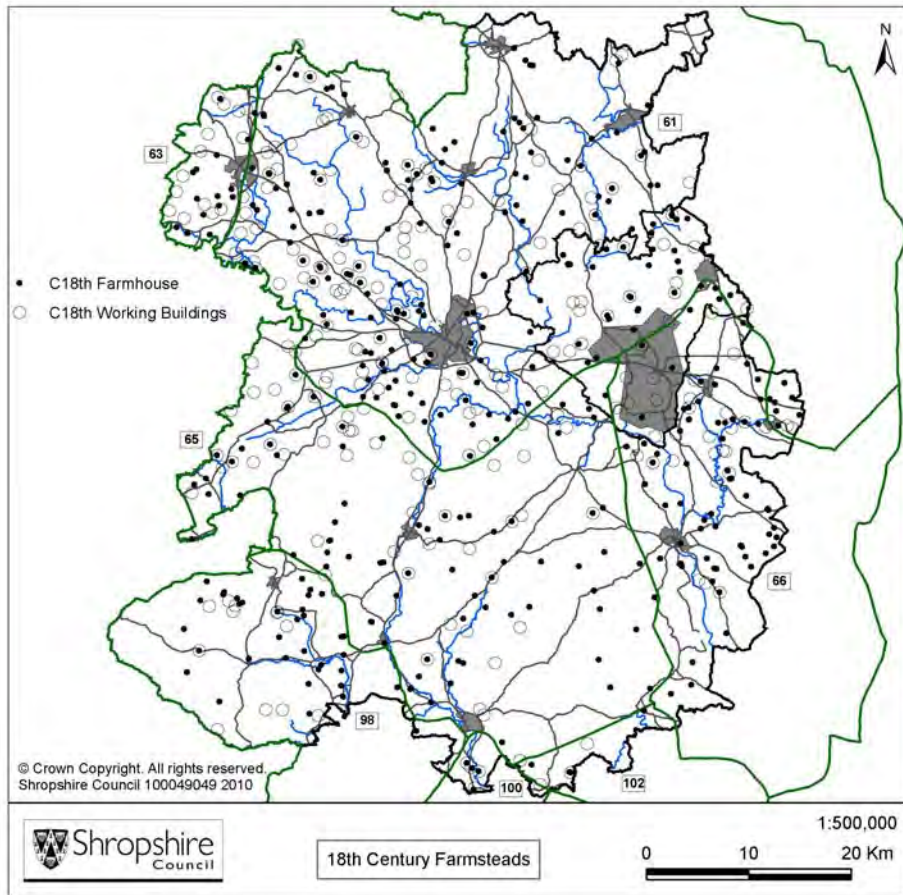 N
61
63
C18th Farmhouse
C18th Working Buildings
65
66
98
© Crown Copyright. All rights reserved.
Shropshire Council 100049049 2010
100
102
Shropshire
Council
18th Century Farmsteads
1:500,000
0 10 20 Km